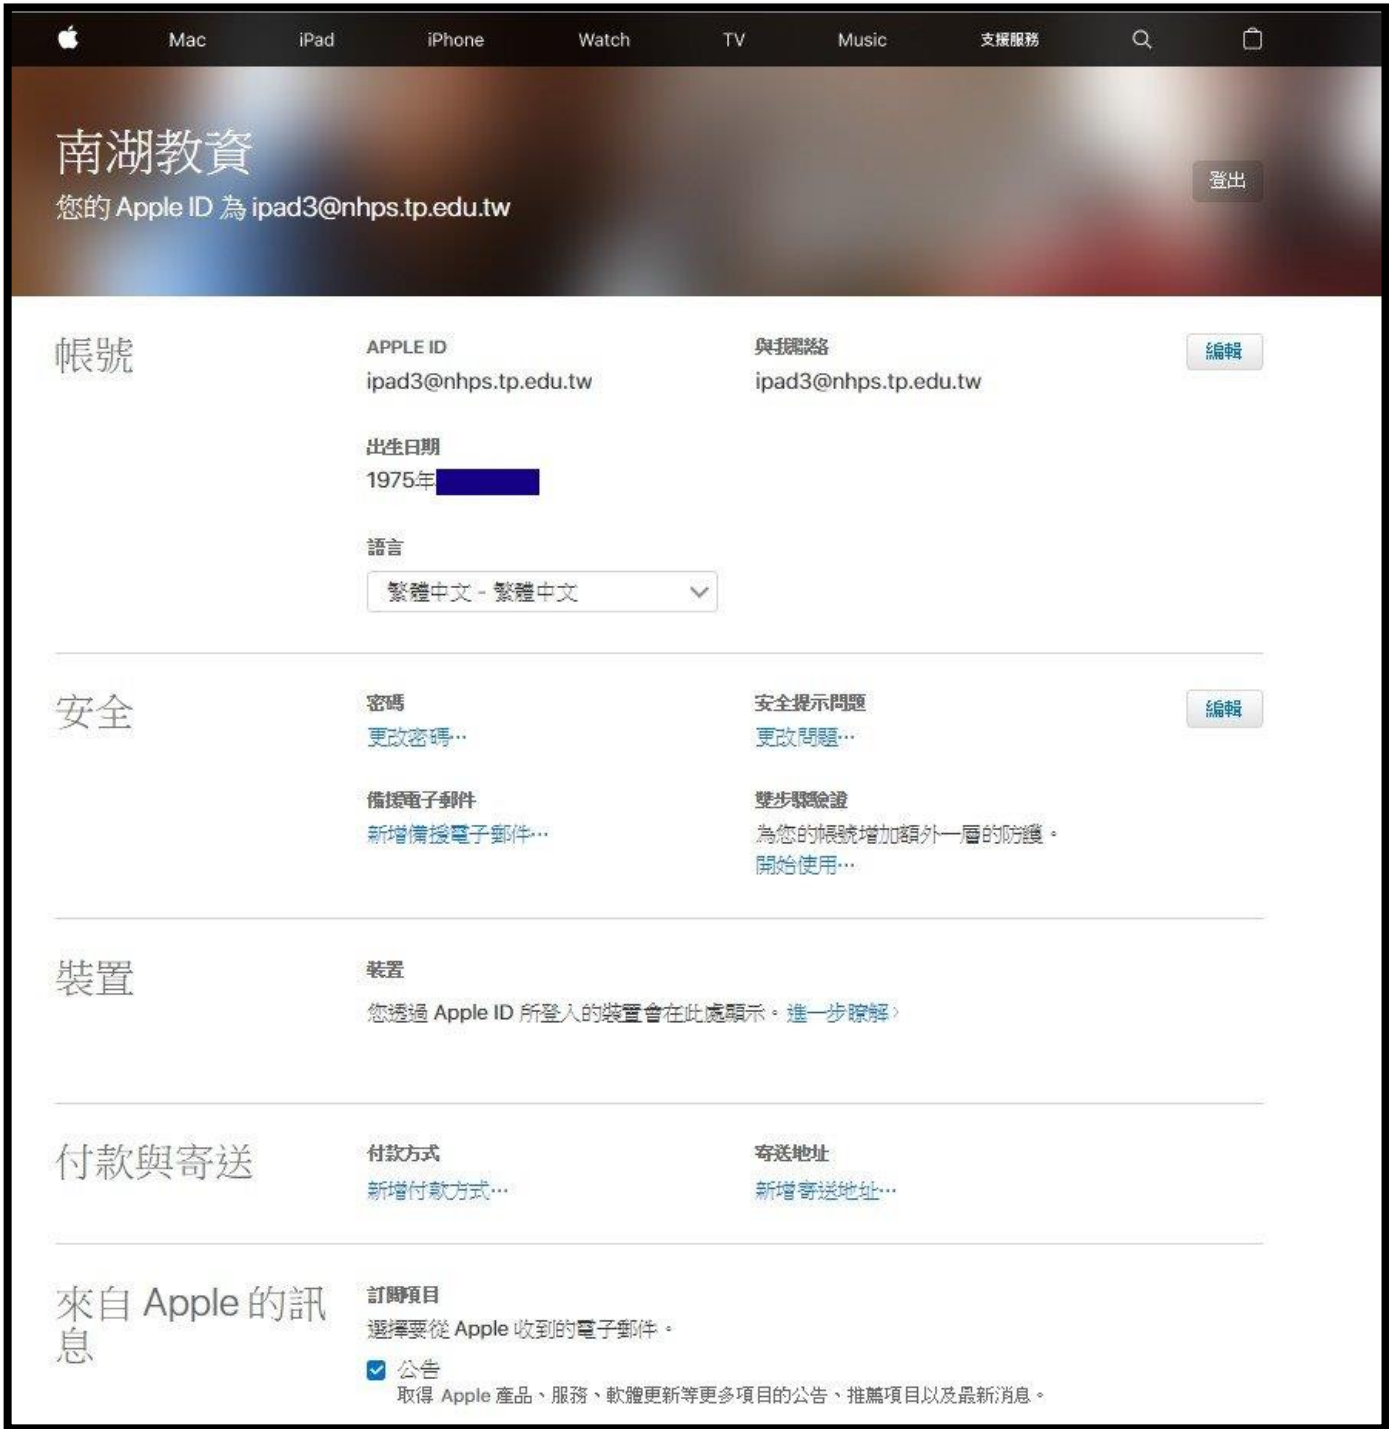 Mac iPad iPhone Watch TV Music 支援服務
南湖教資
您的 Apple ID 為 ipad3@nhps.tp.edu.tw
登出
帳號
APPLE ID
ipad3@nhps.tp.edu.tw
與我聯絡
ipad3@nhps.tp.edu.tw
編輯
出生日期
1975年
語言
繁體中文 - 繁體中文
安全
密碼
更改密碼…
安全提示問題
更改問題…
編輯
備援電子郵件
新增備援電子郵件…
雙步驟驗證
為您的帳號增加額外一層的防護。
開始使用…
裝置
裝置
您透過 Apple ID 所登入的裝置會在此處顯示。進一步瞭解›
付款與寄送
付款方式
新增付款方式…
寄送地址
新增寄送地址…
來自 Apple 的訊
息
訂閱項目
選擇要從 Apple 收到的電子郵件。
公告
取得 Apple 產品、服務、軟體更新等更多項目的公告、推薦項目以及最新消息。